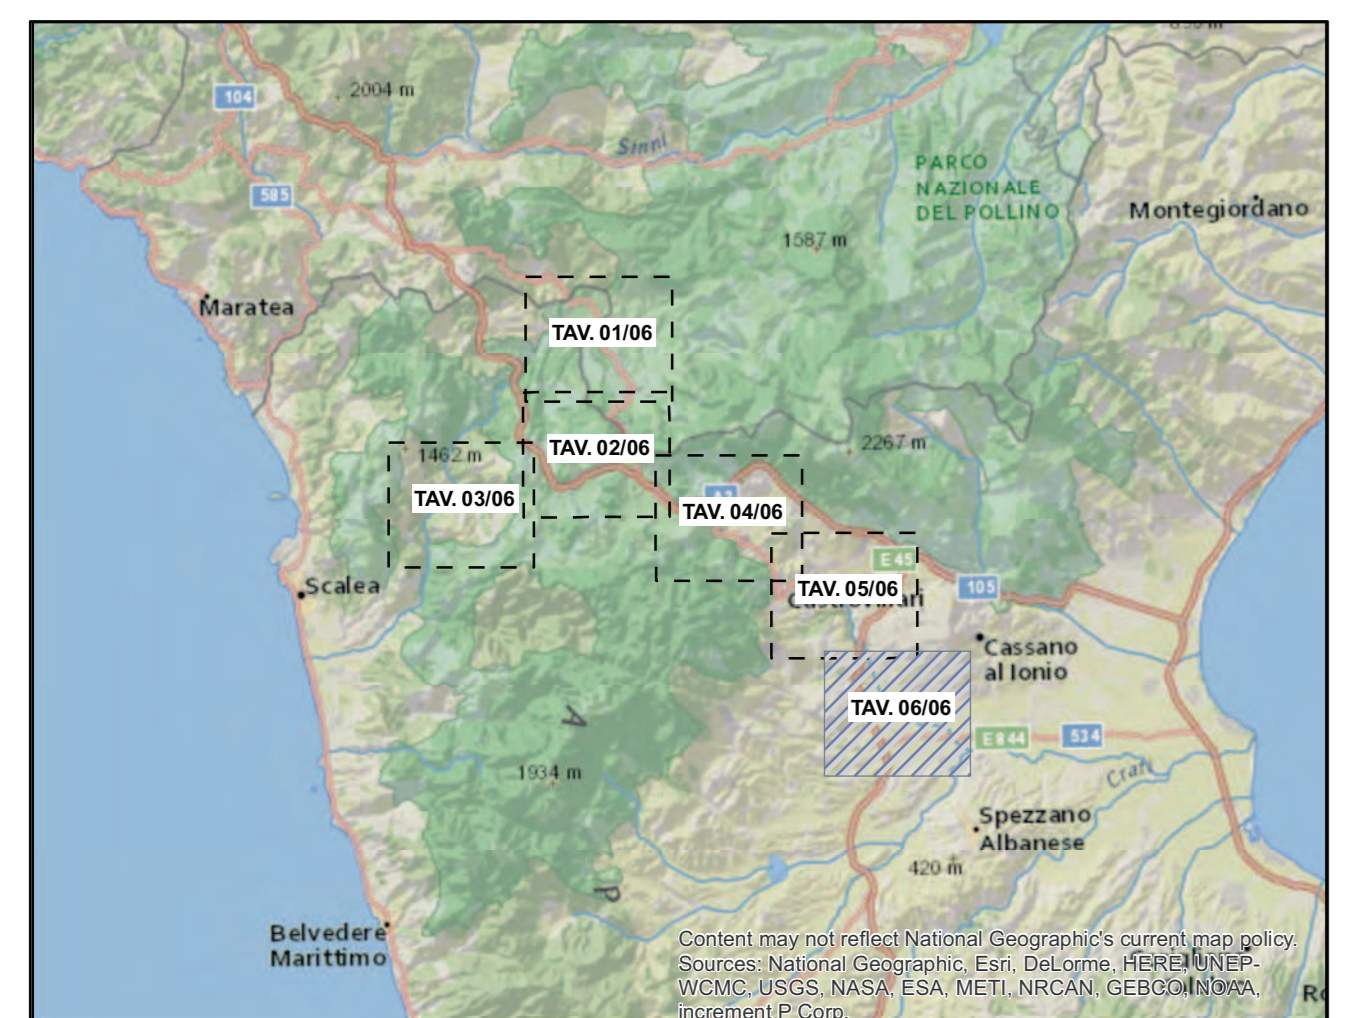 104
2004 m
Sinni
585
PARCO
NAZIONALE
DEL POLLINO
Montegiordano
1587 m
Maratea
TAV. 01/06
TAV. 02/06
2267 m
1462 m
TAV. 03/06
TAV. 04/06
E45
105
Scalea
TAV. 05/06
Cassano
al Ionio
TAV. 06/06
E844
534
A
1934 m
Crati
Spezzano
Albanese
420 m
P
Belvedere
Marittimo
Content may not reflect National Geographic's current map policy.
Sources: National Geographic, Esri, DeLorme, HERE, UNEP-
WCMC, USGS, NASA, ESA, METI, NRCAN, GEBCO, NOAA,
increment P Corp.